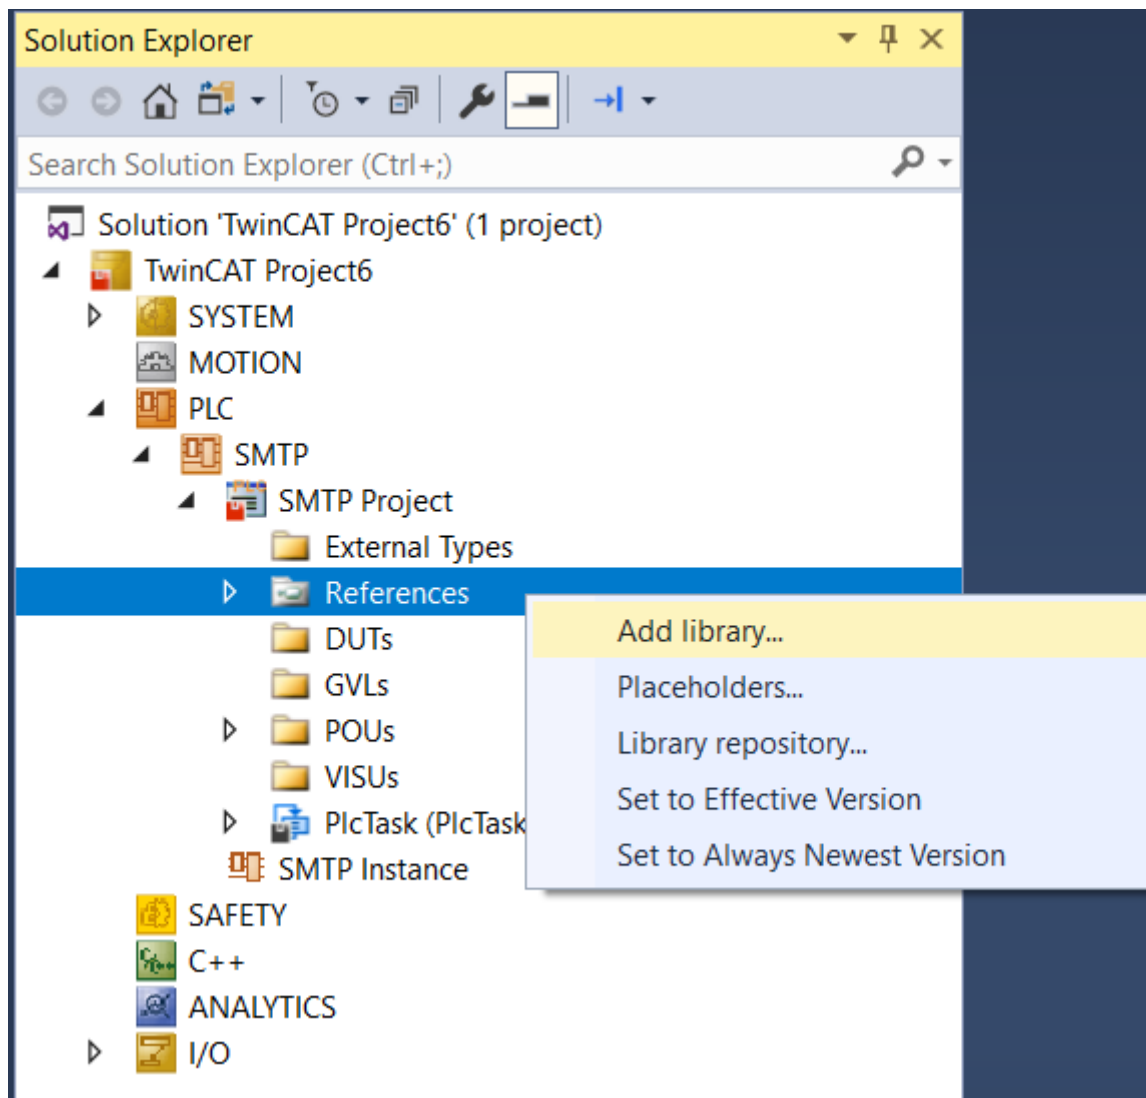 Solution Explorer
Search Solution Explorer (Ctrl+;)
Solution 'TwinCAT Project6' (1 project)
TwinCAT Project6
SYSTEM
MOTION
PLC
SMTP
SMTP Project
External Types
References
Add library...
DUTs
Placeholders...
GVLs
POUs
Library repository...
VISUs
Set to Effective Version
PlcTask (PlcTask
Set to Always Newest Version
SMTP Instance
SAFETY
C++
ANALYTICS
I/O